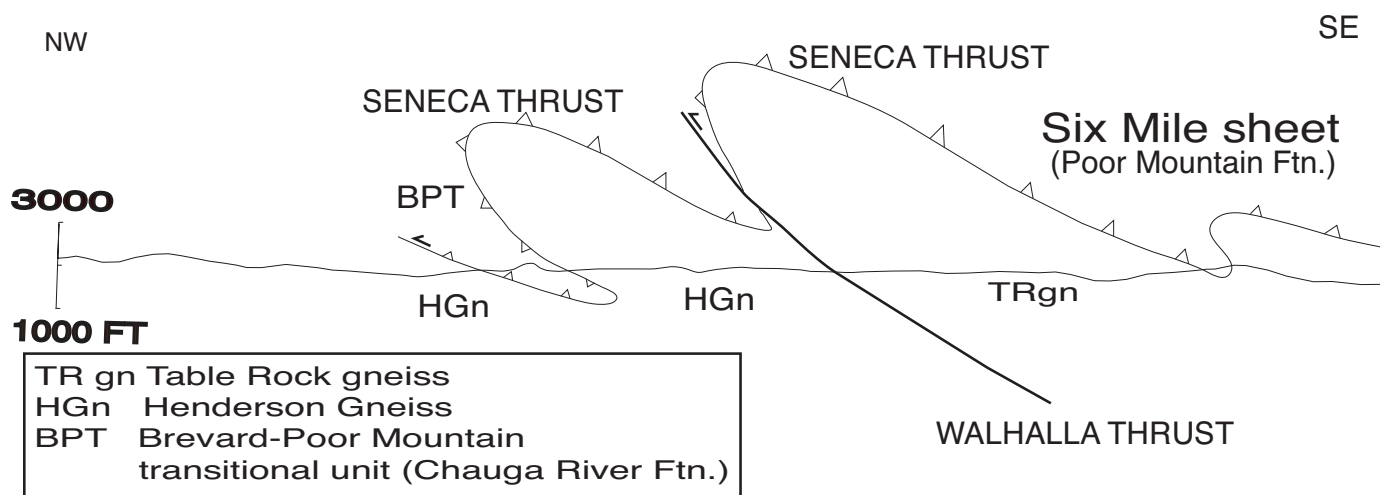 NW
SE
SENECA THRUST
SENECA THRUST
Six Mile sheet
(Poor Mountain Ftn.)
BPT
3000
HGn
HGn
TRgn
1000 FT
TR gn Table Rock gneiss
HGn Henderson Gneiss
BPT Brevard-Poor Mountain
transitional unit (Chauga River Ftn.)
WALHALLA THRUST